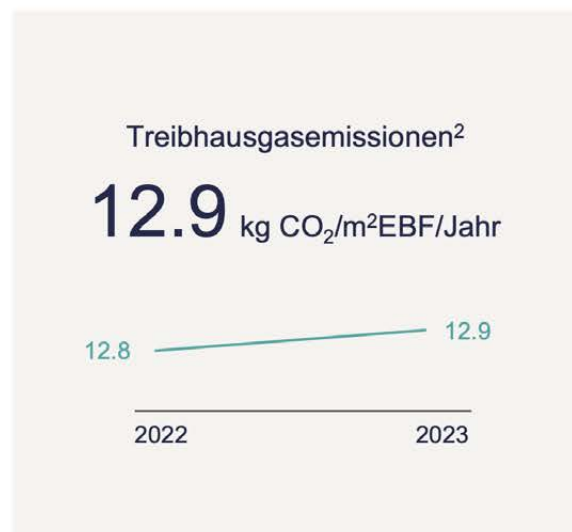 Treibhausgasemissionen²
12.9 kg CO₂/m²EBF/Jahr
12.8
12.9
2022 2023